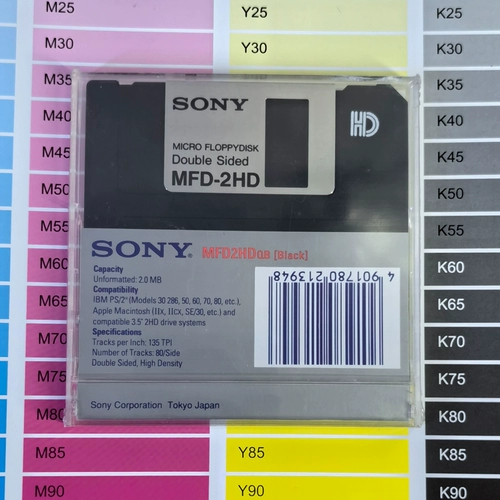 M25
Y25
K25
M30
Y30
K30
M35
K35
M40
K40
M45
K45
M50
K50
M55
K55
M60
K60
M65
K65
M70
K70
M75
K75
M80
K80
M85
Y85
K85
M90
Y90
K90
SONY
HD
MICRO FLOPPYDISK
Double Sided
MFD-2HD
SONY® MFD2HDQB [Black]
Capacity
Unformatted: 2.0 MB
Compatibility
IBM PS/2® (Models 30 286, 50, 60, 70, 80, etc.),
Apple Macintosh (IIx, IIcx, SE/30, etc.) and
compatible 3.5" 2HD drive systems
Specifications
Tracks per Inch: 135 TPI
Number of Tracks: 80/Side
Double Sided, High Density
4 901780 213948
Sony Corporation Tokyo Japan